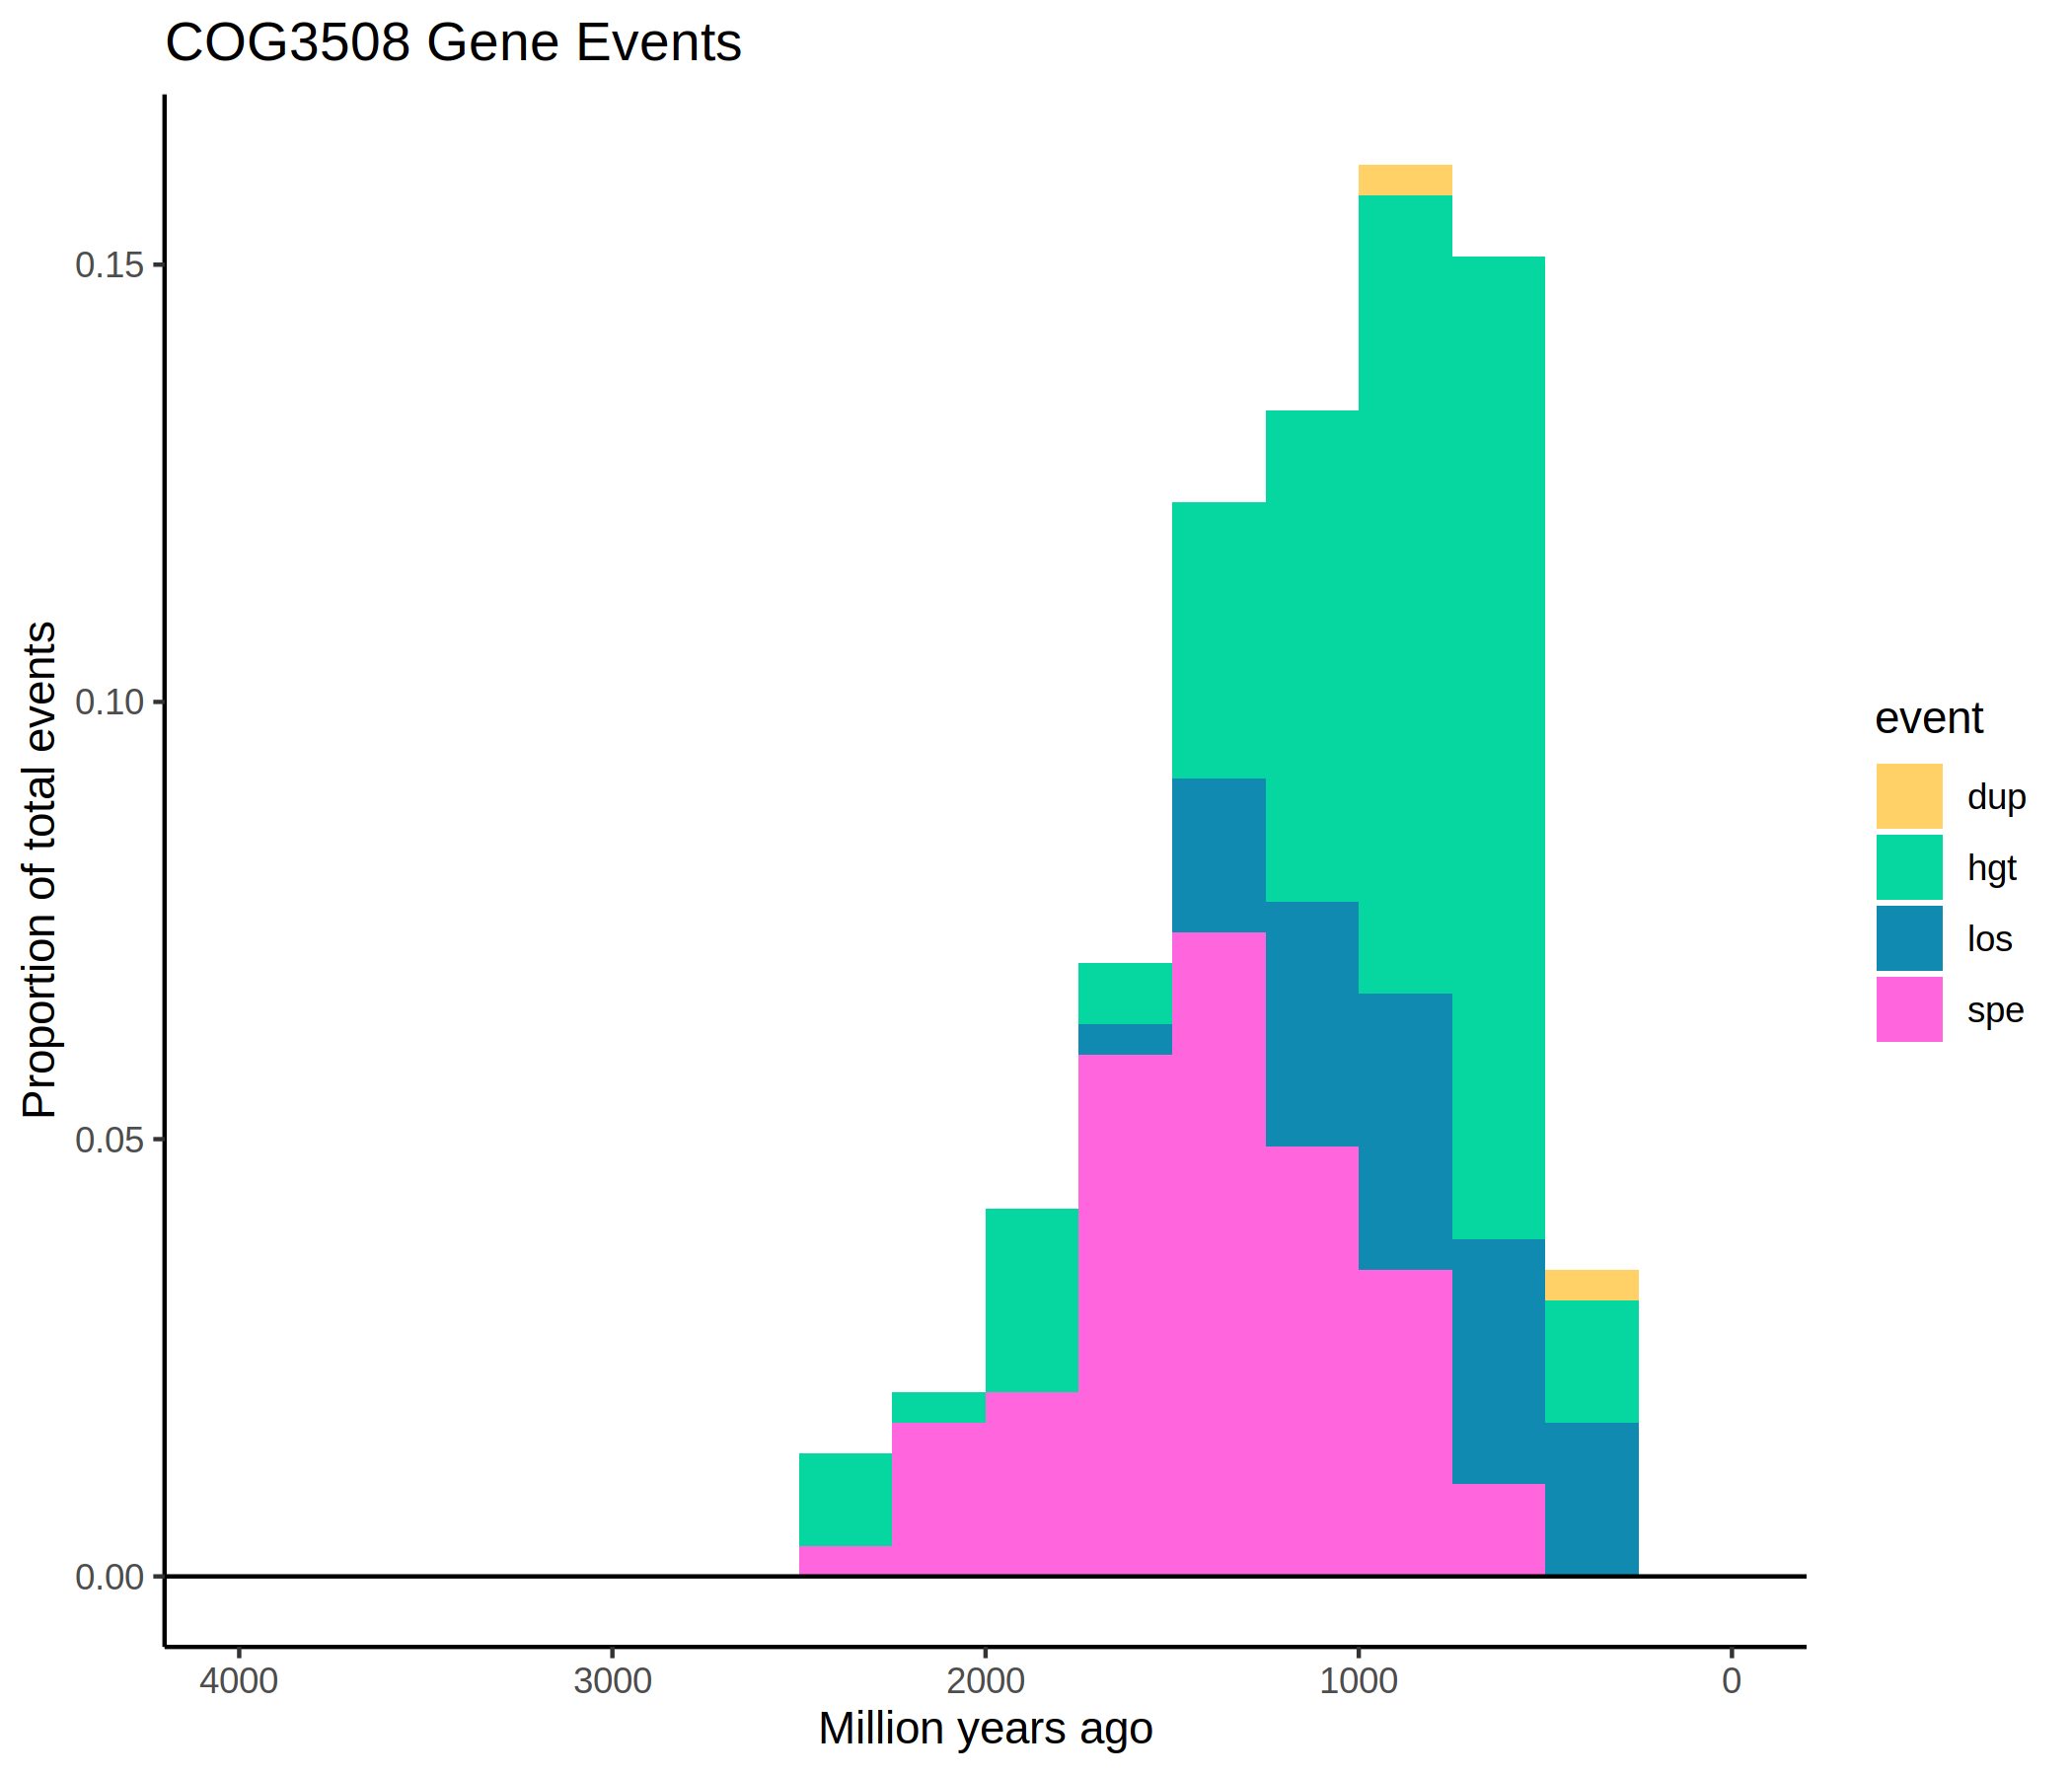 COG3508 Gene Events
Proportion of total events
0.15
0.10
0.05
0.00
4000 3000 2000 1000 0
Million years ago
event
dup
hgt
los
spe